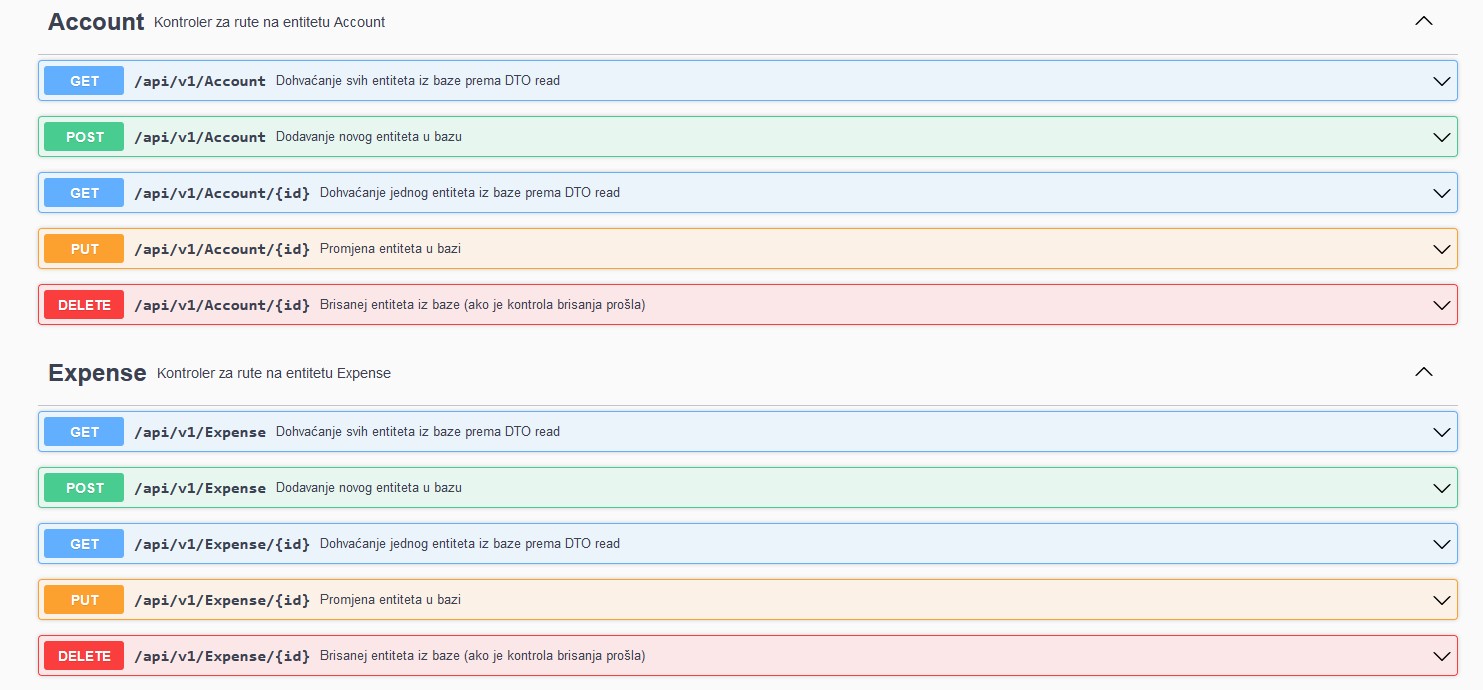 Account Kontroler za rute na entitetu Account
GET /api/v1/Account Dohvaćanje svih entiteta iz baze prema DTO read
POST /api/v1/Account Dodavanje novog entiteta u bazu
GET /api/v1/Account/{id} Dohvaćanje jednog entiteta iz baze prema DTO read
PUT /api/v1/Account/{id} Promjena entiteta u bazi
DELETE /api/v1/Account/{id} Brisanej entiteta iz baze (ako je kontrola brisanja prošla)
Expense Kontroler za rute na entitetu Expense
GET /api/v1/Expense Dohvaćanje svih entiteta iz baze prema DTO read
POST /api/v1/Expense Dodavanje novog entiteta u bazu
GET /api/v1/Expense/{id} Dohvaćanje jednog entiteta iz baze prema DTO read
PUT /api/v1/Expense/{id} Promjena entiteta u bazi
DELETE /api/v1/Expense/{id} Brisanej entiteta iz baze (ako je kontrola brisanja prošla)